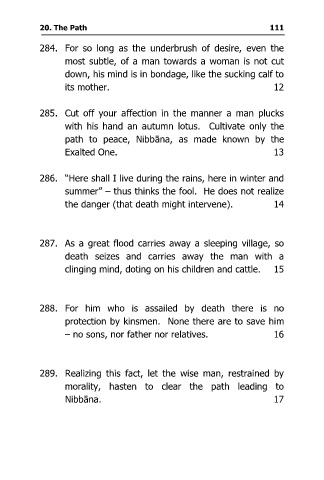 20. The Path 111
284. For so long as the underbrush of desire, even the
most subtle, of a man towards a woman is not cut
down, his mind is in bondage, like the sucking calf to
its mother. 12
285. Cut off your affection in the manner a man plucks
with his hand an autumn lotus. Cultivate only the
path to peace, Nibbāna, as made known by the
Exalted One. 13
286. “Here shall I live during the rains, here in winter and
summer” – thus thinks the fool. He does not realize
the danger (that death might intervene). 14
287. As a great flood carries away a sleeping village, so
death seizes and carries away the man with a
clinging mind, doting on his children and cattle. 15
288. For him who is assailed by death there is no
protection by kinsmen. None there are to save him
– no sons, nor father nor relatives. 16
289. Realizing this fact, let the wise man, restrained by
morality, hasten to clear the path leading to
Nibbāna. 17